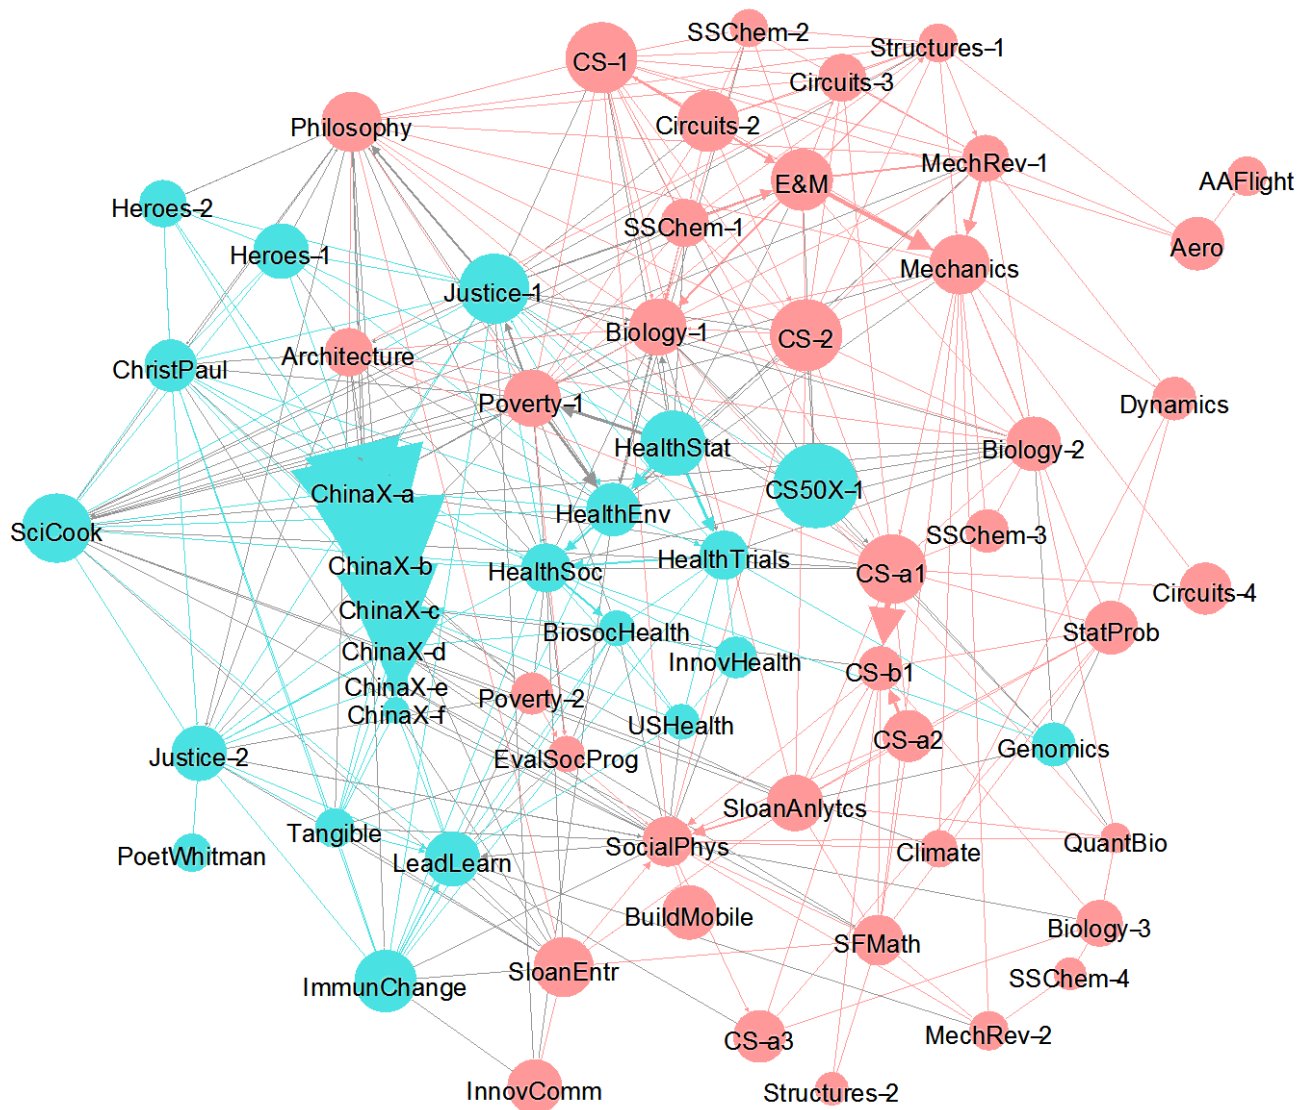 SSChem–2
Structures–1
CS–1
Circuits–3
Philosophy
Circuits–2
MechRev–1
E&M
AAFlight
Heroes–2
SSChem–1
Heroes–1
Aero
Mechanics
Justice–1
Biology–1
CS–2
Architecture
ChristPaul
Poverty–1
Dynamics
HealthStat
Biology–2
ChinaX–a
CS50X–1
HealthEnv
SciCook
SSChem–3
ChinaX–b
HealthTrials
HealthSoc
CS–a1
Circuits–4
ChinaX–c
BiosocHealth
StatProb
ChinaX–d
InnovHealth
CS–b1
ChinaX–e
Poverty–2
ChinaX–f
USHealth
CS–a2
Genomics
Justice–2
EvalSocProg
SloanAnlytcs
Tangible
SocialPhys
QuantBio
PoetWhitman
LeadLearn
Climate
BuildMobile
Biology–3
SFMath
SloanEntr
SSChem–4
ImmunChange
MechRev–2
CS–a3
InnovComm
Structures–2